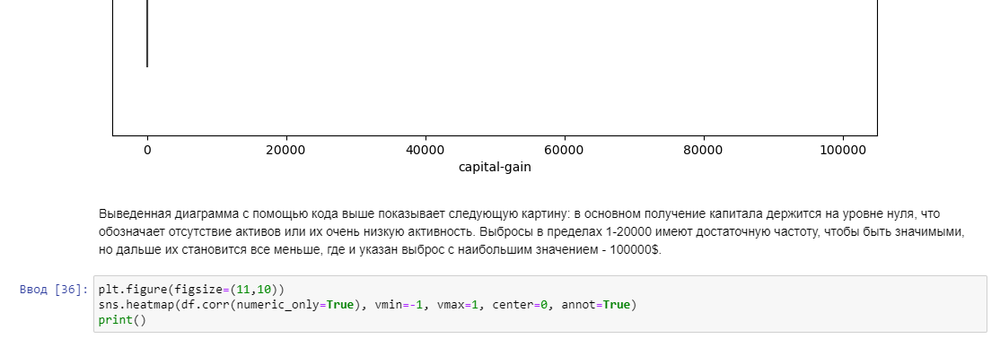 0 20000 40000 60000 80000 100000
capital-gain
Выведенная диаграмма с помощью кода выше показывает следующую картину: в основном получение капитала держится на уровне нуля, что
обозначает отсутствие активов или их очень низкую активность. Выбросы в пределах 1-20000 имеют достаточную частоту, чтобы быть значимыми,
но дальше их становится все меньше, где и указан выброс с наибольшим значением - 100000$.
Ввод [36]: plt.figure(figsize=(11,10))
sns.heatmap(df.corr(numeric_only=True), vmin=-1, vmax=1, center=0, annot=True)
print()